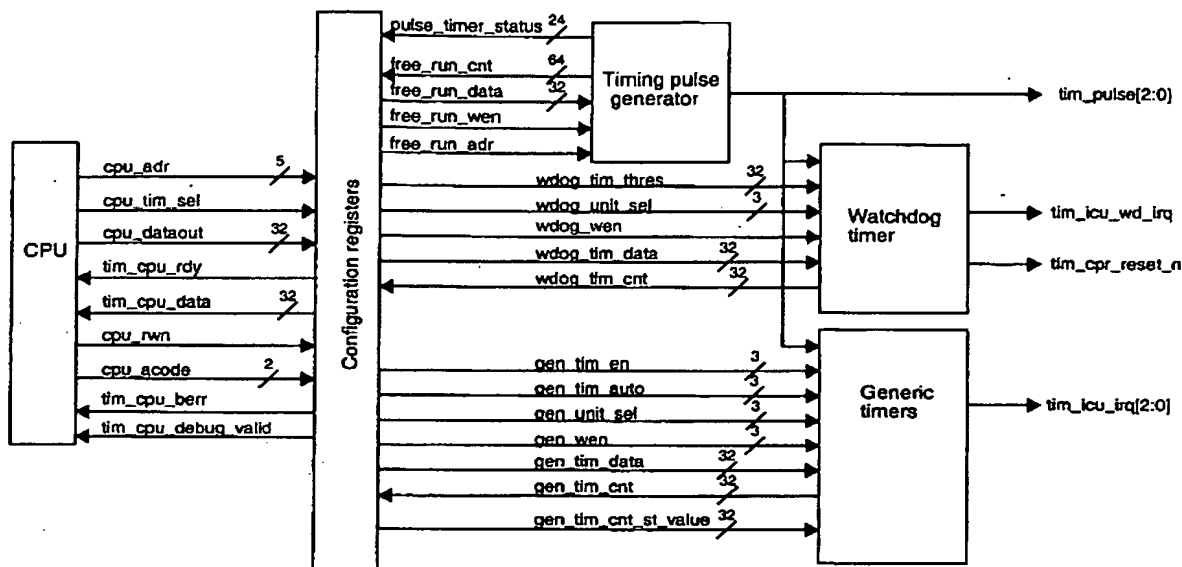 CPU
cpu_adr 5
cpu_tim_sel
cpu_dataout 32
tim_cpu_rdy
tim_cpu_data 32
cpu_rwn
cpu_acode 2
tim_cpu_berr
tim_cpu_debug_valid
Configuration registers
pulse_timer_status 24
free_run_cnt 64
free_run_data 32
free_run_wen
free_run_adr
Timing pulse
generator
tim_pulse[2:0]
wdog_tim_thres 32
wdog_unit_sel 3
wdog_wen
wdog_tim_data 32
wdog_tim_cnt 32
Watchdog
timer
tim_icu_wd_irq
tim_cpr_reset_n
gen_tim_en 3
gen_tim_auto 3
gen_unit_sel 3
gen_wen 3
gen_tim_data 32
gen_tim_cnt 32
gen_tim_cnt_st_value 32
Generic
timers
tim_icu_irq[2:0]